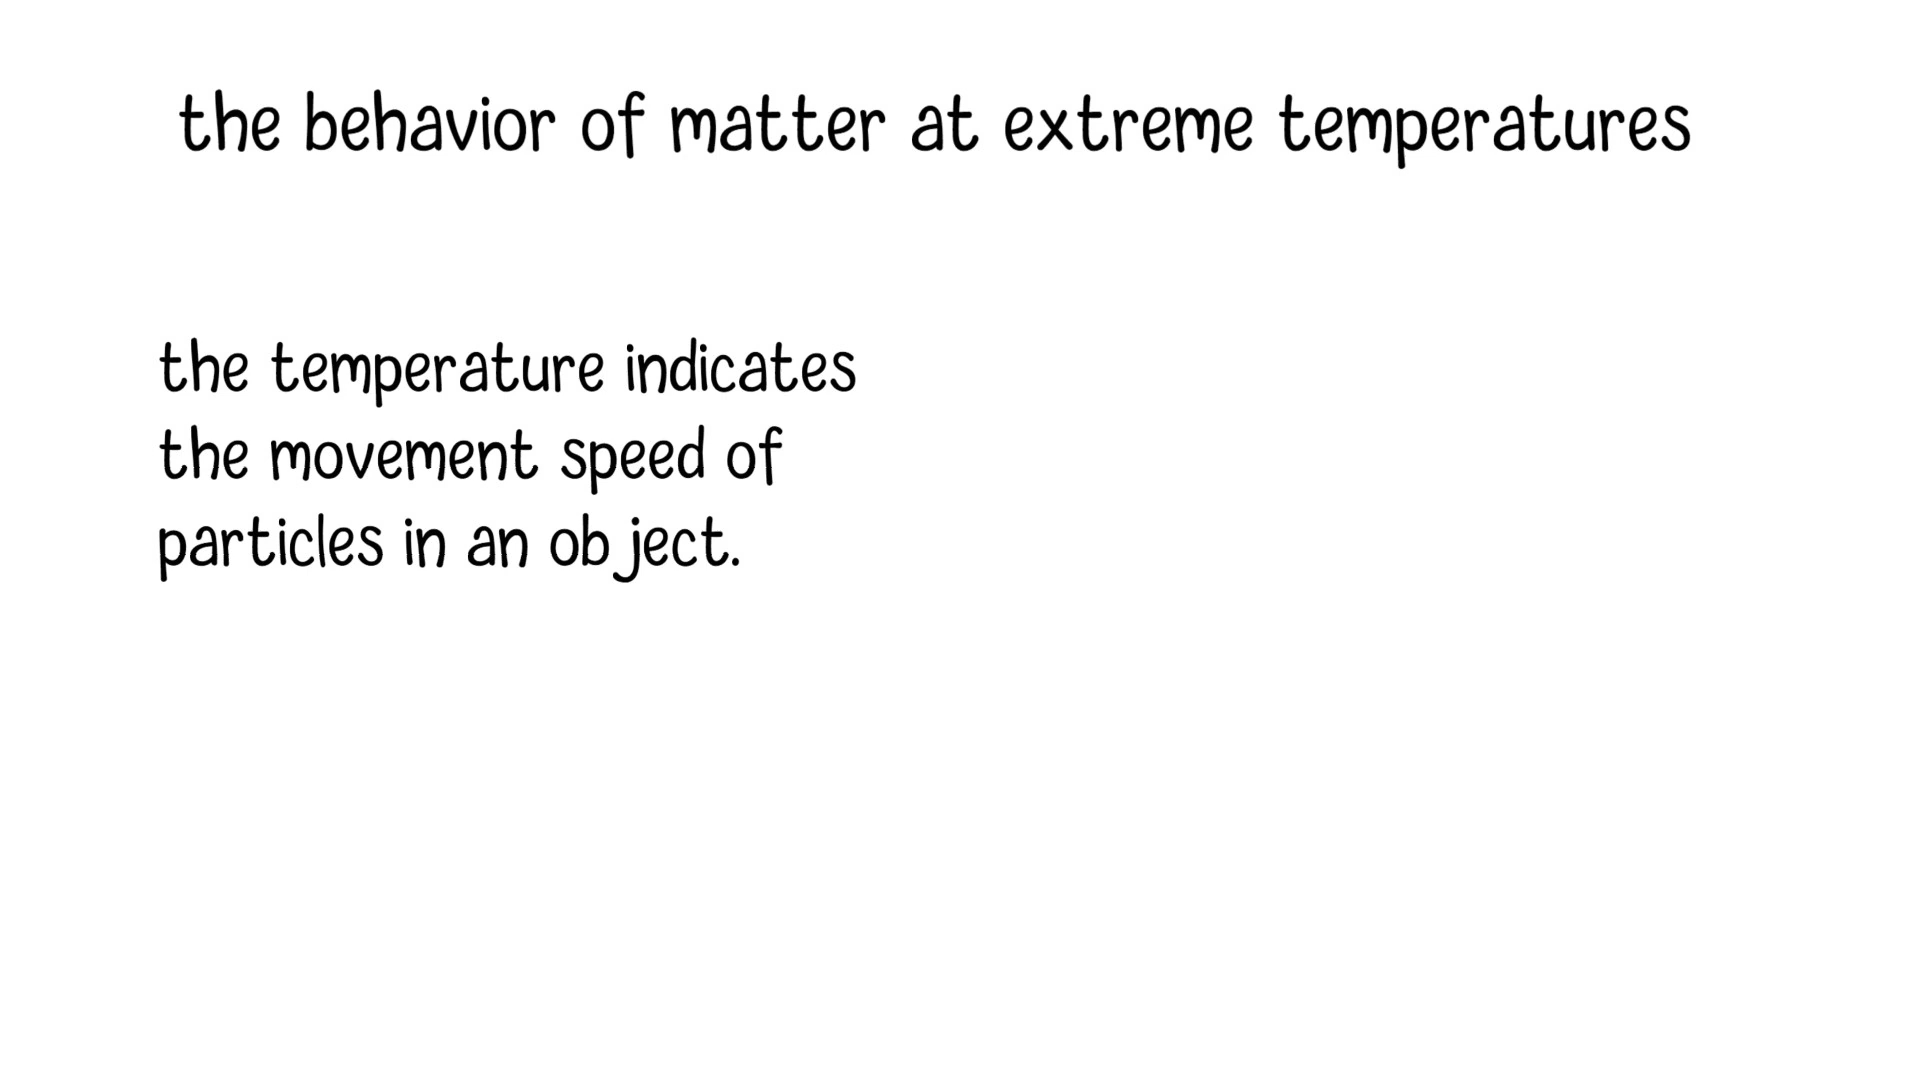 the behavior of matter at extreme temperatures
the temperature indicates
the movement speed of
particles in an object.